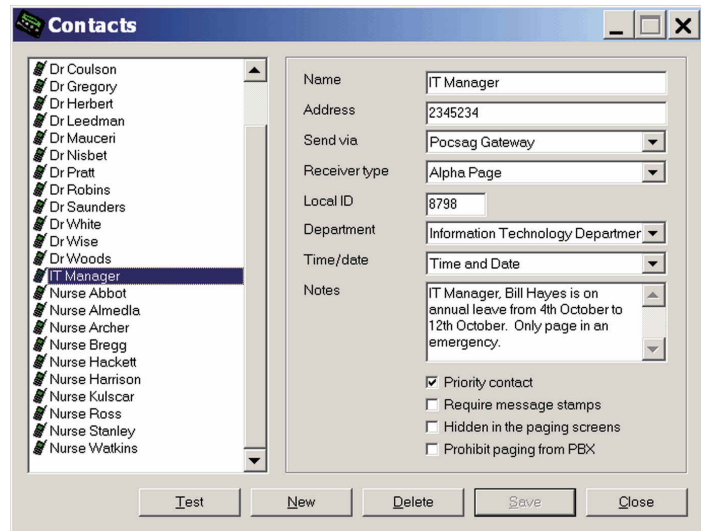 Contacts
Dr Coulson
Dr Gregory
Dr Herbert
Dr Leedman
Dr Mauceri
Dr Nisbet
Dr Pratt
Dr Robins
Dr Saunders
Dr White
Dr Wise
Dr Woods
IT Manager
Nurse Abbot
Nurse Almedla
Nurse Archer
Nurse Bregg
Nurse Hackett
Nurse Harrison
Nurse Kulscar
Nurse Ross
Nurse Stanley
Nurse Watkins
Name IT Manager
Address 2345234
Send via Pocsag Gateway
Receiver type Alpha Page
Local ID 8798
Department Information Technology Departmer
Time/date Time and Date
Notes IT Manager, Bill Hayes is on
annual leave from 4th October to
12th October. Only page in an
emergency.
Priority contact
Require message stamps
Hidden in the paging screens
Prohibit paging from PBX
Test New Delete Save Close